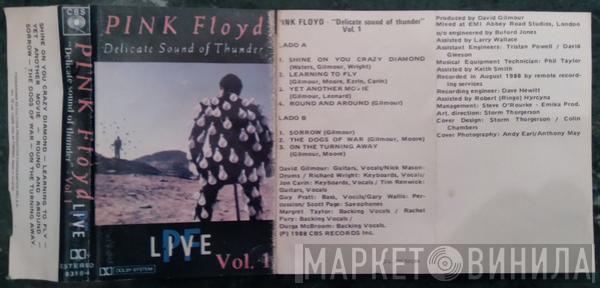 SHINE ON YOU CRAZY DIAMOND – LEARNING TO FLY –
YET ANOTHER MOVIE – ROUND AND AROUND –
SORROW – THE DOGS OF WAR – ON THE TURNING AWAY
CBS
PINK Floyd
"Delicate sound of thunder"
Vol. 1
LIVE
ESTEREO
PINK Floyd
Delicate Sound of Thunder
PF
LIVE
Vol. 1
DOLBY SYSTEM
INK FLOYD - "Delicate sound of thunder"
Vol. 1
LADO A
1. SHINE ON YOU CRAZY DIAMOND
(Waters, Gilmour, Wright)
2. LEARNING TO FLY
(Gilmour, Moore, Ezrin, Carin)
3. YET ANOTHER MOVIE
(Gilmour, Leonard)
4. ROUND AND AROUND (Gilmour)
LADO B
1. SORROW (Gilmour)
2. THE DOGS OF WAR (Gilmour, Moore)
3. ON THE TURNING AWAY
(Gilmour, Moore)
David Gilmour: Guitars, Vocals/Nick Mason:
Drums / Richard Wright: Keyboards, Vocals/
Jon Carin: Keyboards, Vocals / Tim Renwick:
Guitars, Vocals
Guy Pratt: Bass, Vocals/Gary Wallis: Per-
cussions/ Scott Page: Saxophones
Margret Taylor: Backing Vocals / Rachel
Fury: Backing Vocals /
Durga McBroom: Backing Vocals.
(P) 1988 CBS RECORDS INC.
Produced by David Gilmour
Mixed at EMI Abbey Road Studios, London
s/o engineered by Buford Jones
Assisted by Larry Wallace
Assistant Engineers: Tristan Powell / David
Gleeson
Musical Equipment Technician: Phil Taylor
Assisted by Keith Smith
Recorded in August 1988 by remote record-
ing services
Recording engineer: Dave Hewitt
Assisted by Robert (Ringo) Hyrcyna
Management: Steve O'Rourke - Emka Prod.
Art. direction: Storm Thorgerson
Cover Design: Storm Thorgerson / Colin
Chambers
Cover Photography: Andy Earl/Anthony May
МАРКЕТ ВИНИЛА